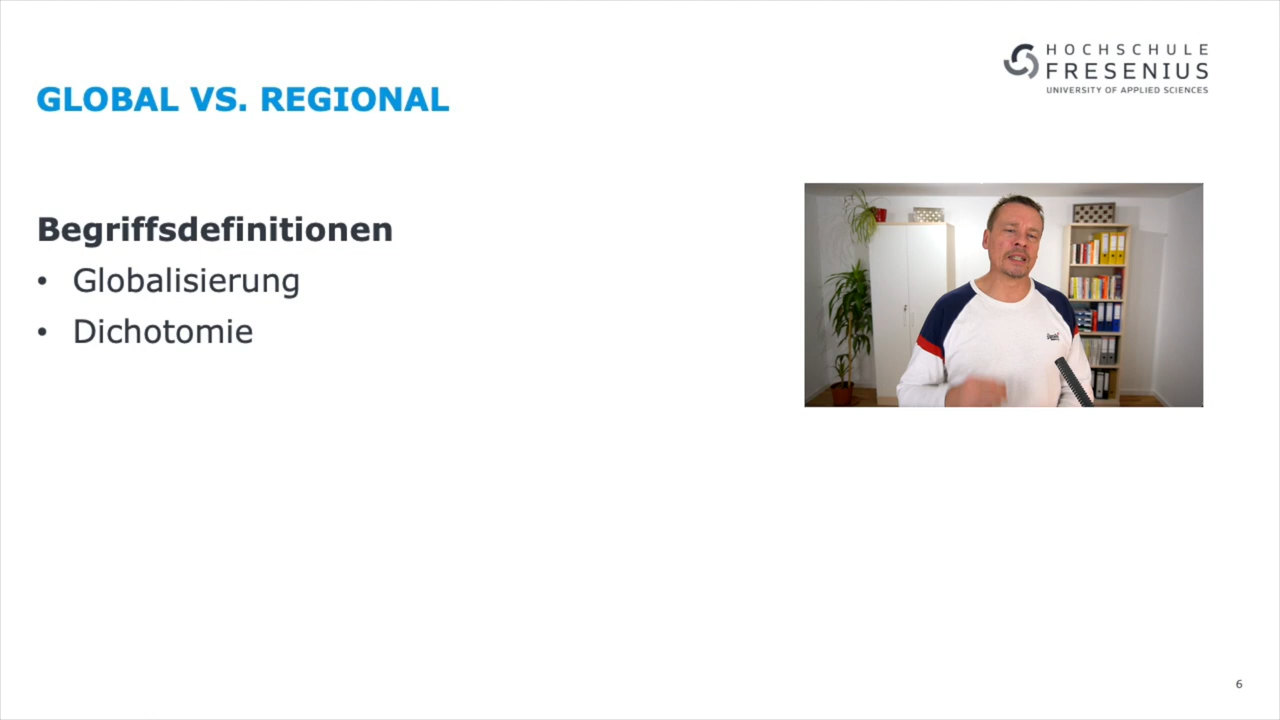 HOCHSCHULE
FRESENIUS
UNIVERSITY OF APPLIED SCIENCES
GLOBAL VS. REGIONAL
Begriffsdefinitionen
• Globalisierung
• Dichotomie
6